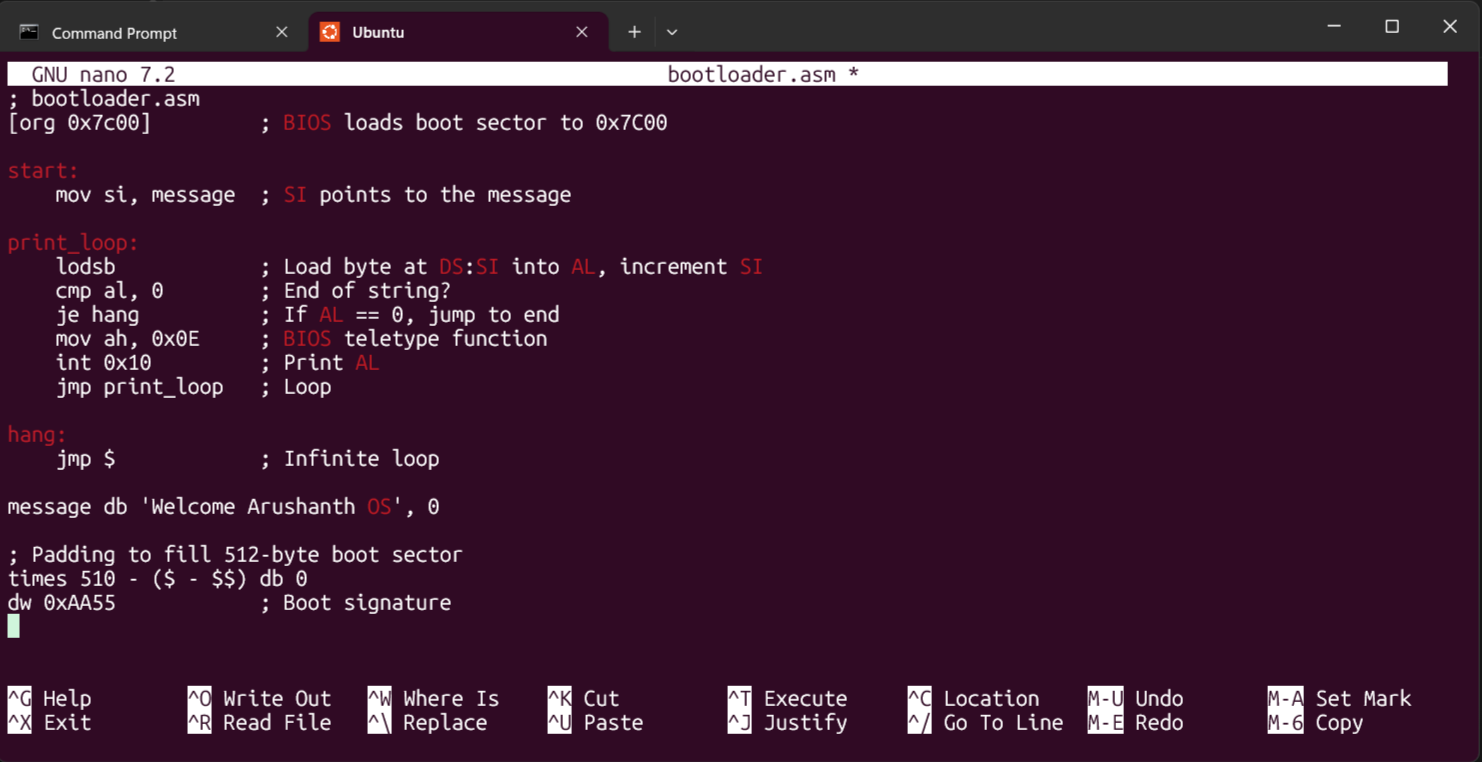 Command Prompt
Ubuntu
GNU nano 7.2 bootloader.asm *
; bootloader.asm
[org 0x7c00]         ; BIOS loads boot sector to 0x7C00
start:
    mov si, message  ; SI points to the message
print_loop:
    lodsb            ; Load byte at DS:SI into AL, increment SI
    cmp al, 0        ; End of string?
    je hang          ; If AL == 0, jump to end
    mov ah, 0x0E     ; BIOS teletype function
    int 0x10         ; Print AL
    jmp print_loop   ; Loop
hang:
    jmp $            ; Infinite loop
message db 'Welcome Arushanth OS', 0
; Padding to fill 512-byte boot sector
times 510 - ($ - $$) db 0
dw 0xAA55            ; Boot signature
^G Help ^O Write Out ^W Where Is ^K Cut ^T Execute ^C Location M-U Undo M-A Set Mark
^X Exit ^R Read File ^\ Replace ^U Paste ^J Justify ^/ Go To Line M-E Redo M-6 Copy